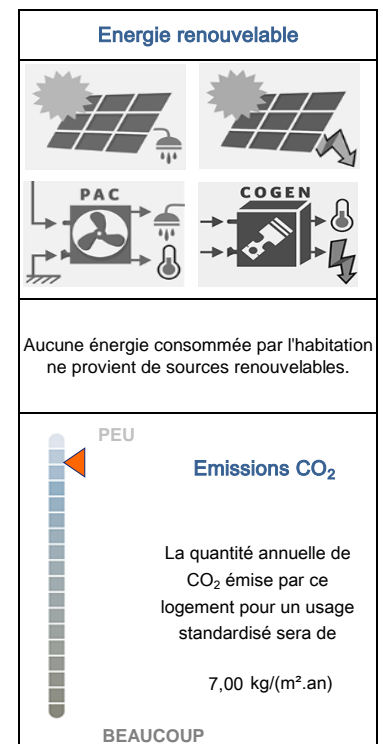 Energie renouvelable
PAC
COGEN
Aucune énergie consommée par l'habitation
ne provient de sources renouvelables.
PEU
Emissions CO₂
La quantité annuelle de
CO₂ émise par ce
logement pour un usage
standardisé sera de
7,00 kg/(m².an)
BEAUCOUP